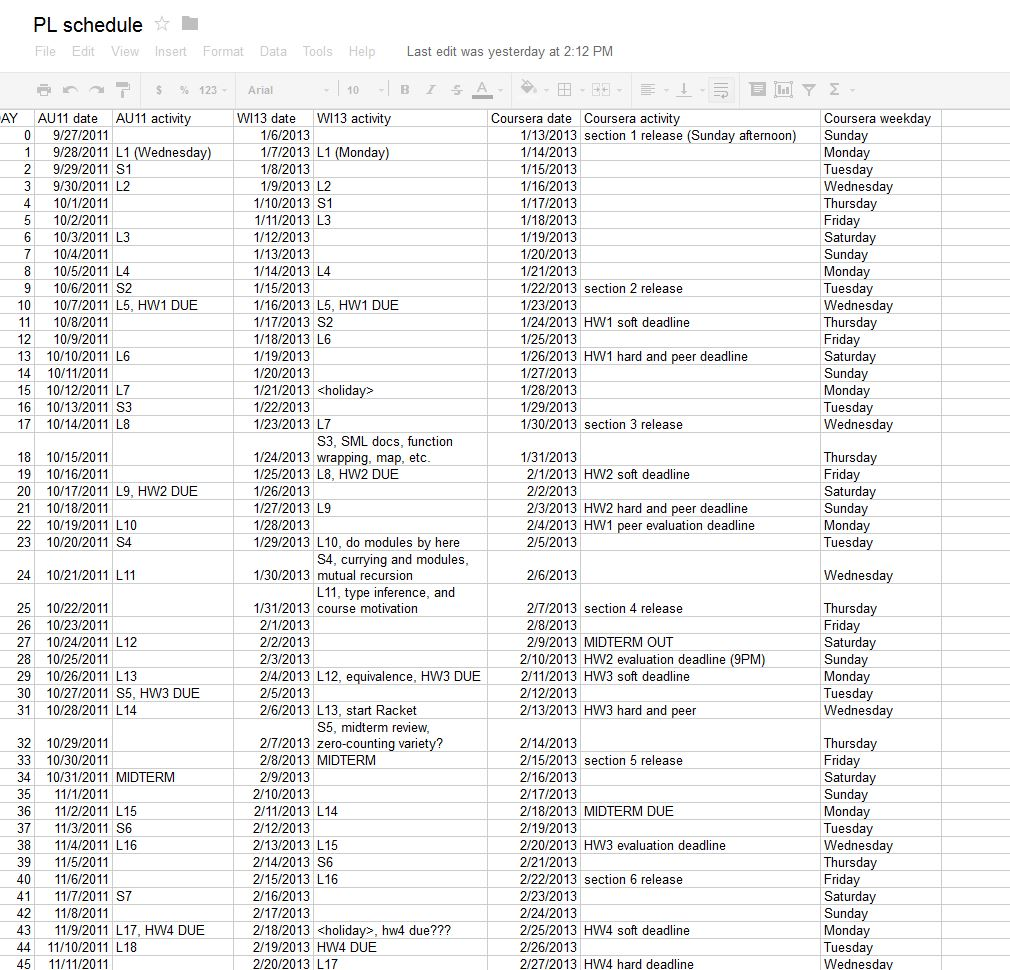 PL schedule
File Edit View Insert Format Data Tools Help Last edit was yesterday at 2:12 PM
$ % 123 Arial 10 B I S A Σ
AY AU11 date AU11 activity WI13 date WI13 activity Coursera date Coursera activity Coursera weekday
0 9/27/2011 1/6/2013 1/13/2013 section 1 release (Sunday afternoon) Sunday
1 9/28/2011 L1 (Wednesday) 1/7/2013 L1 (Monday) 1/14/2013 Monday
2 9/29/2011 S1 1/8/2013 1/15/2013 Tuesday
3 9/30/2011 L2 1/9/2013 L2 1/16/2013 Wednesday
4 10/1/2011 1/10/2013 S1 1/17/2013 Thursday
5 10/2/2011 1/11/2013 L3 1/18/2013 Friday
6 10/3/2011 L3 1/12/2013 1/19/2013 Saturday
7 10/4/2011 1/13/2013 1/20/2013 Sunday
8 10/5/2011 L4 1/14/2013 L4 1/21/2013 Monday
9 10/6/2011 S2 1/15/2013 1/22/2013 section 2 release Tuesday
10 10/7/2011 L5, HW1 DUE 1/16/2013 L5, HW1 DUE 1/23/2013 Wednesday
11 10/8/2011 1/17/2013 S2 1/24/2013 HW1 soft deadline Thursday
12 10/9/2011 1/18/2013 L6 1/25/2013 Friday
13 10/10/2011 L6 1/19/2013 1/26/2013 HW1 hard and peer deadline Saturday
14 10/11/2011 1/20/2013 1/27/2013 Sunday
15 10/12/2011 L7 1/21/2013 <holiday> 1/28/2013 Monday
16 10/13/2011 S3 1/22/2013 1/29/2013 Tuesday
17 10/14/2011 L8 1/23/2013 L7 1/30/2013 section 3 release Wednesday
S3, SML docs, function
18 10/15/2011 1/24/2013 wrapping, map, etc. 1/31/2013 Thursday
19 10/16/2011 1/25/2013 L8, HW2 DUE 2/1/2013 HW2 soft deadline Friday
20 10/17/2011 L9, HW2 DUE 1/26/2013 2/2/2013 Saturday
21 10/18/2011 1/27/2013 L9 2/3/2013 HW2 hard and peer deadline Sunday
22 10/19/2011 L10 1/28/2013 2/4/2013 HW1 peer evaluation deadline Monday
23 10/20/2011 S4 1/29/2013 L10, do modules by here 2/5/2013 Tuesday
S4, currying and modules,
24 10/21/2011 L11 1/30/2013 mutual recursion 2/6/2013 Wednesday
L11, type inference, and
25 10/22/2011 1/31/2013 course motivation 2/7/2013 section 4 release Thursday
26 10/23/2011 2/1/2013 2/8/2013 Friday
27 10/24/2011 L12 2/2/2013 2/9/2013 MIDTERM OUT Saturday
28 10/25/2011 2/3/2013 2/10/2013 HW2 evaluation deadline (9PM) Sunday
29 10/26/2011 L13 2/4/2013 L12, equivalence, HW3 DUE 2/11/2013 HW3 soft deadline Monday
30 10/27/2011 S5, HW3 DUE 2/5/2013 2/12/2013 Tuesday
31 10/28/2011 L14 2/6/2013 L13, start Racket 2/13/2013 HW3 hard and peer Wednesday
S5, midterm review,
32 10/29/2011 2/7/2013 zero-counting variety? 2/14/2013 Thursday
33 10/30/2011 2/8/2013 MIDTERM 2/15/2013 section 5 release Friday
34 10/31/2011 MIDTERM 2/9/2013 2/16/2013 Saturday
35 11/1/2011 2/10/2013 2/17/2013 Sunday
36 11/2/2011 L15 2/11/2013 L14 2/18/2013 MIDTERM DUE Monday
37 11/3/2011 S6 2/12/2013 2/19/2013 Tuesday
38 11/4/2011 L16 2/13/2013 L15 2/20/2013 HW3 evaluation deadline Wednesday
39 11/5/2011 2/14/2013 S6 2/21/2013 Thursday
40 11/6/2011 2/15/2013 L16 2/22/2013 section 6 release Friday
41 11/7/2011 S7 2/16/2013 2/23/2013 Saturday
42 11/8/2011 2/17/2013 2/24/2013 Sunday
43 11/9/2011 L17, HW4 DUE 2/18/2013 <holiday>, hw4 due??? 2/25/2013 HW4 soft deadline Monday
44 11/10/2011 L18 2/19/2013 HW4 DUE 2/26/2013 Tuesday
45 11/11/2011 2/20/2013 L17 2/27/2013 HW4 hard deadline Wednesday